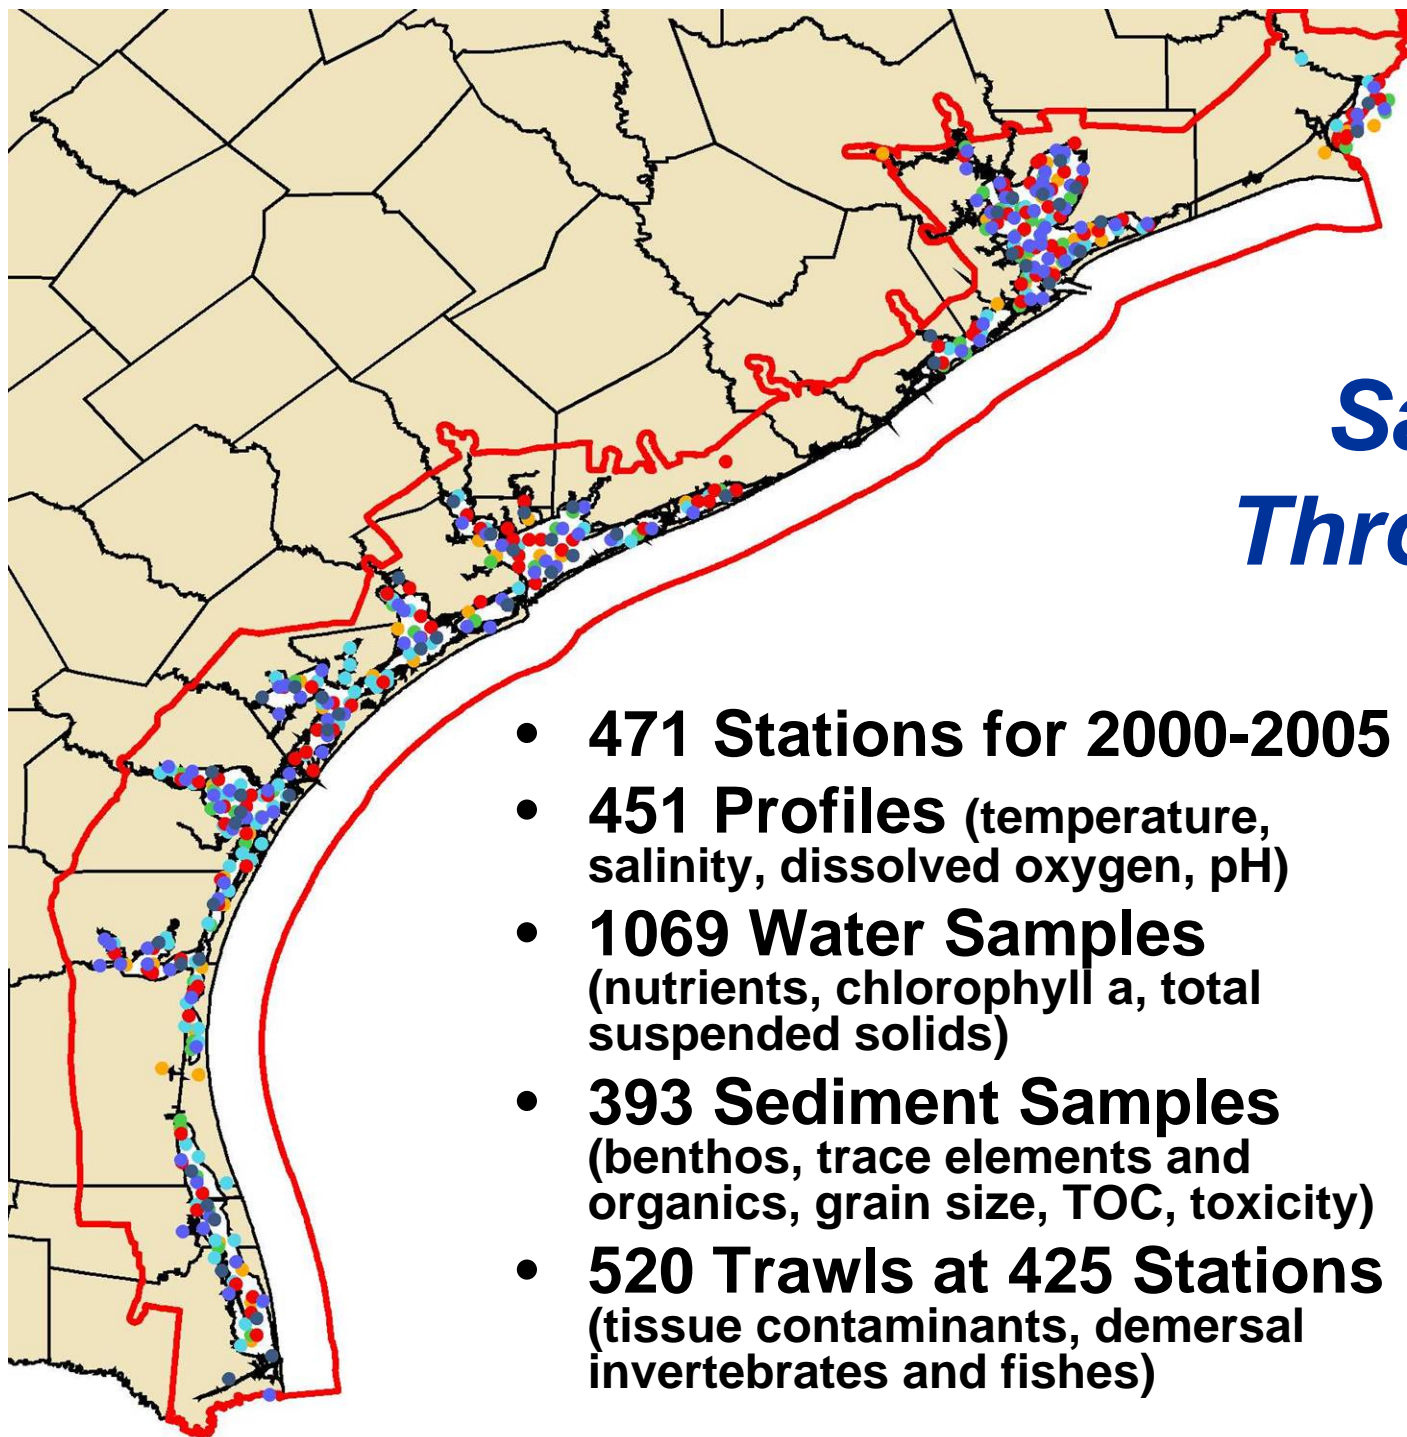 • 471 Stations for 2000-2005
• 451 Profiles (temperature,
salinity, dissolved oxygen, pH)
• 1069 Water Samples
(nutrients, chlorophyll a, total
suspended solids)
• 393 Sediment Samples
(benthos, trace elements and
organics, grain size, TOC, toxicity)
• 520 Trawls at 425 Stations
(tissue contaminants, demersal
invertebrates and fishes)